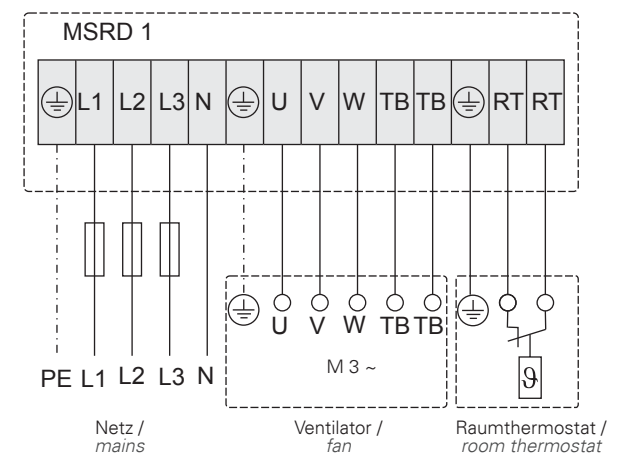 MSRD 1
L1 L2 L3 N U V W TB TB RT RT
U V W TB TB
M 3 ~
ϑ
PE L1 L2 L3 N
Netz / Ventilator / Raumthermostat /
mains fan room thermostat